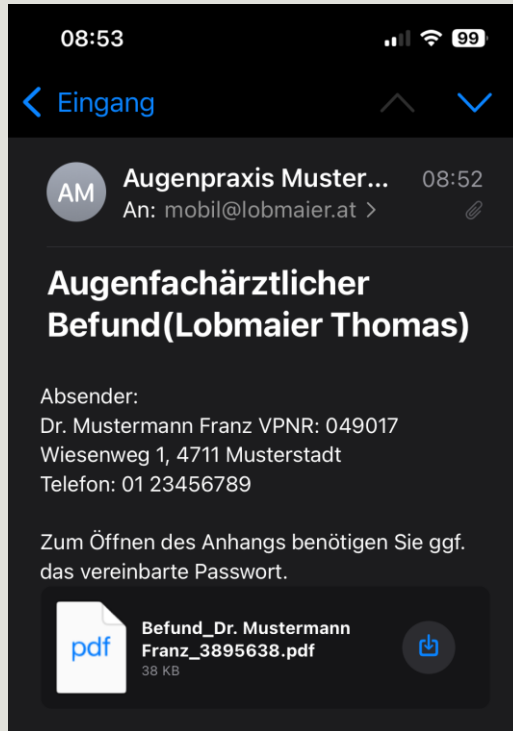 08:53
99
Eingang
AM
Augenpraxis Muster...
08:52
An: mobil@lobmaier.at >
Augenfachärztlicher
Befund(Lobmaier Thomas)
Absender:
Dr. Mustermann Franz VPNR: 049017
Wiesenweg 1, 4711 Musterstadt
Telefon: 01 23456789
Zum Öffnen des Anhangs benötigen Sie ggf.
das vereinbarte Passwort.
pdf
Befund_Dr. Mustermann
Franz_3895638.pdf
38 KB